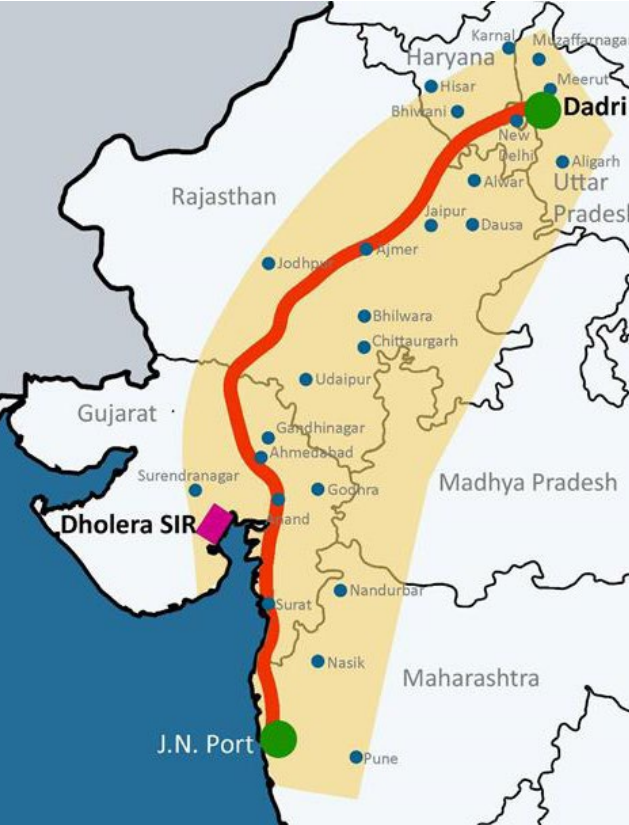 Karnal
Muzaffarnagar
Haryana
Hisar
Meerut
Bhiwani
Dadri
New
Delhi
Aligarh
Alwar
Uttar
Pradesh
Rajasthan
Jaipur
Dausa
Ajmer
Jodhpur
Bhilwara
Chittaurgarh
Udaipur
Gujarat
Gandhinagar
Ahmedabad
Surendranagar
Godhra
Madhya Pradesh
Anand
Dholera SIR
Nandurbar
Surat
Nasik
Maharashtra
J.N. Port
Pune